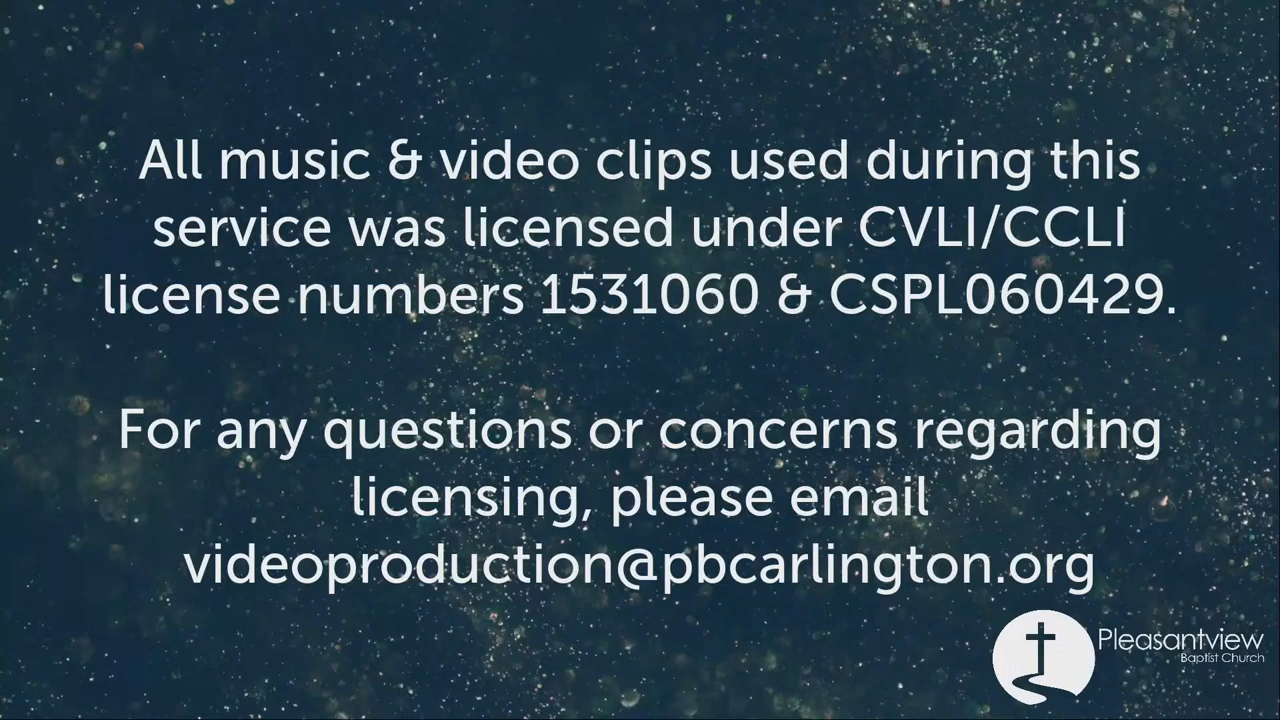 All music & video clips used during this
service was licensed under CVLI/CCLI
license numbers 1531060 & CSPL060429.
For any questions or concerns regarding
licensing, please email
videoproduction@pbcarlington.org
Pleasantview
Baptist Church